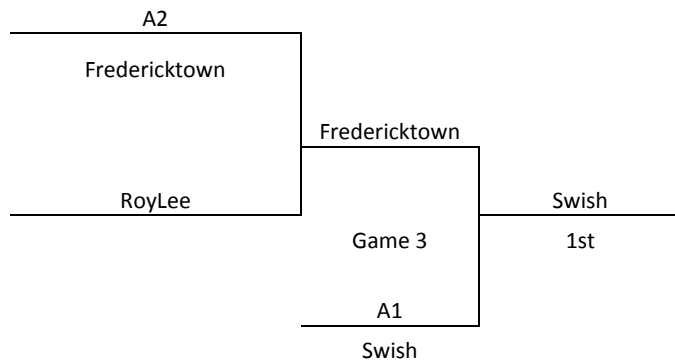 A2
Fredericktown
Fredericktown
RoyLee
Swish
Game 3
1st
A1
Swish